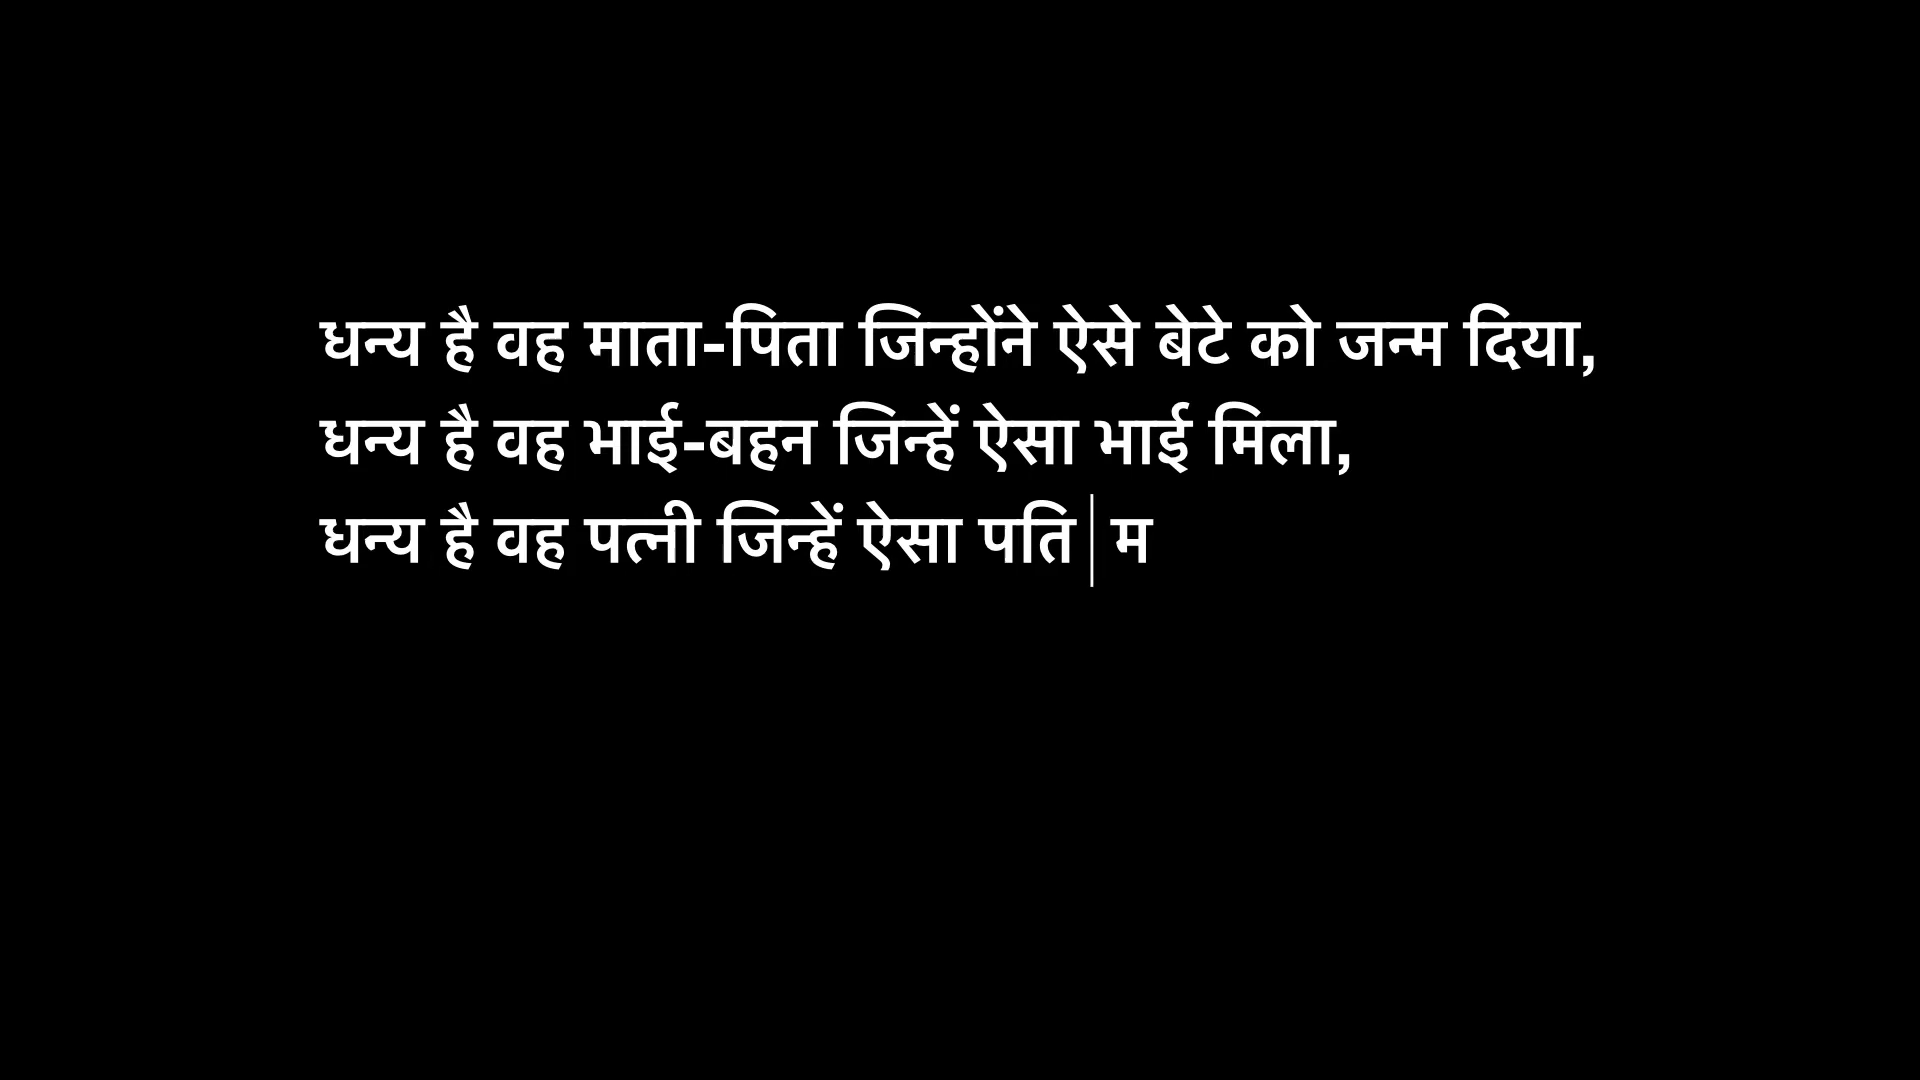 धन्य है वह माता-पिता जिन्होंने ऐसे बेटे को जन्म दिया,
धन्य है वह भाई-बहन जिन्हें ऐसा भाई मिला,
धन्य है वह पत्नी जिन्हें ऐसा पति म